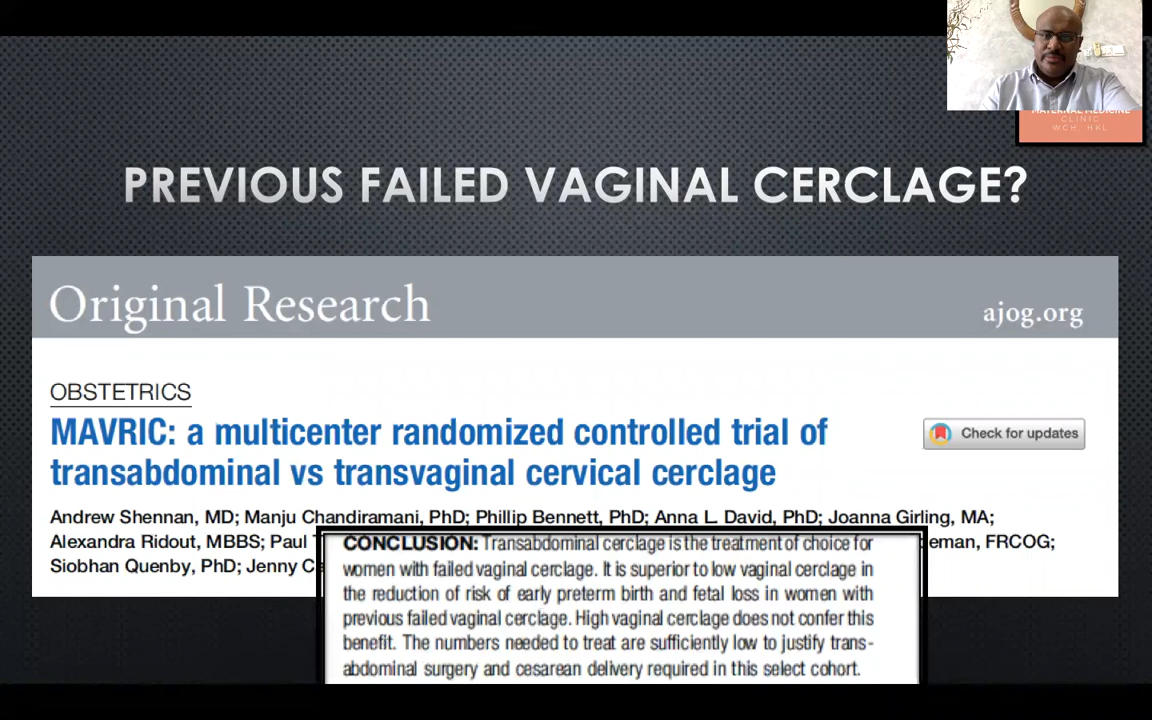 MATERNAL MEDICINE
CLINIC
WCH, HKL
PREVIOUS FAILED VAGINAL CERCLAGE?
Original Research
ajog.org
OBSTETRICS
MAVRIC: a multicenter randomized controlled trial of
transabdominal vs transvaginal cervical cerclage
Check for updates
Andrew Shennan, MD; Manju Chandiramani, PhD; Phillip Bennett, PhD; Anna L. David, PhD; Joanna Girling, MA;
Alexandra Ridout, MBBS; Paul FRCOG;
Siobhan Quenby, PhD; Jenny
CONCLUSION: Transabdominal cerclage is the treatment of choice for
women with failed vaginal cerclage. It is superior to low vaginal cerclage in
the reduction of risk of early preterm birth and fetal loss in women with
previous failed vaginal cerclage. High vaginal cerclage does not confer this
benefit. The numbers needed to treat are sufficiently low to justify trans-
abdominal surgery and cesarean delivery required in this select cohort.